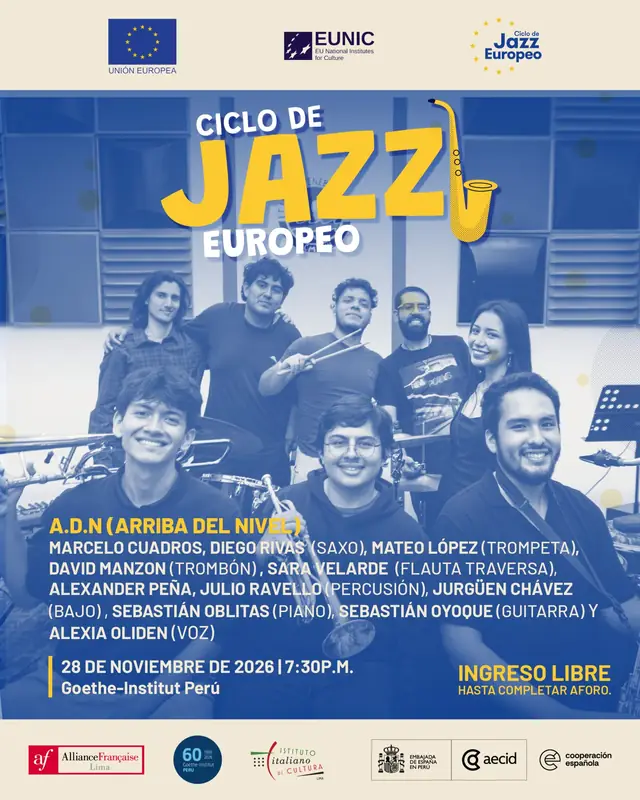 UNIÓN EUROPEA
EUNIC
EU National Institutes
for Culture
Ciclo de
Jazz
Europeo
CICLO DE
JAZZ
EUROPEO
A.D.N (ARRIBA DEL NIVEL)
MARCELO CUADROS, DIEGO RIVAS (SAXO), MATEO LÓPEZ (TROMPETA),
DAVID MANZON (TROMBÓN) , SARA VELARDE (FLAUTA TRAVERSA),
ALEXANDER PEÑA, JULIO RAVELLO (PERCUSIÓN), JURGÜEN CHÁVEZ
(BAJO) , SEBASTIÁN OBLITAS (PIANO), SEBASTIÁN OYOQUE (GUITARRA) Y
ALEXIA OLIDEN (VOZ)
28 DE NOVIEMBRE DE 2026 | 7:30P.M.
Goethe-Institut Perú
INGRESO LIBRE
HASTA COMPLETAR AFORO.
af AllianceFrançaise
Lima
60
Goethe-Institut
PERÚ
ISTITUTO
italiano
DI CULTURA
LIMA
EMBAJADA
DE ESPAÑA
EN PERÚ
aecid
cooperación
española